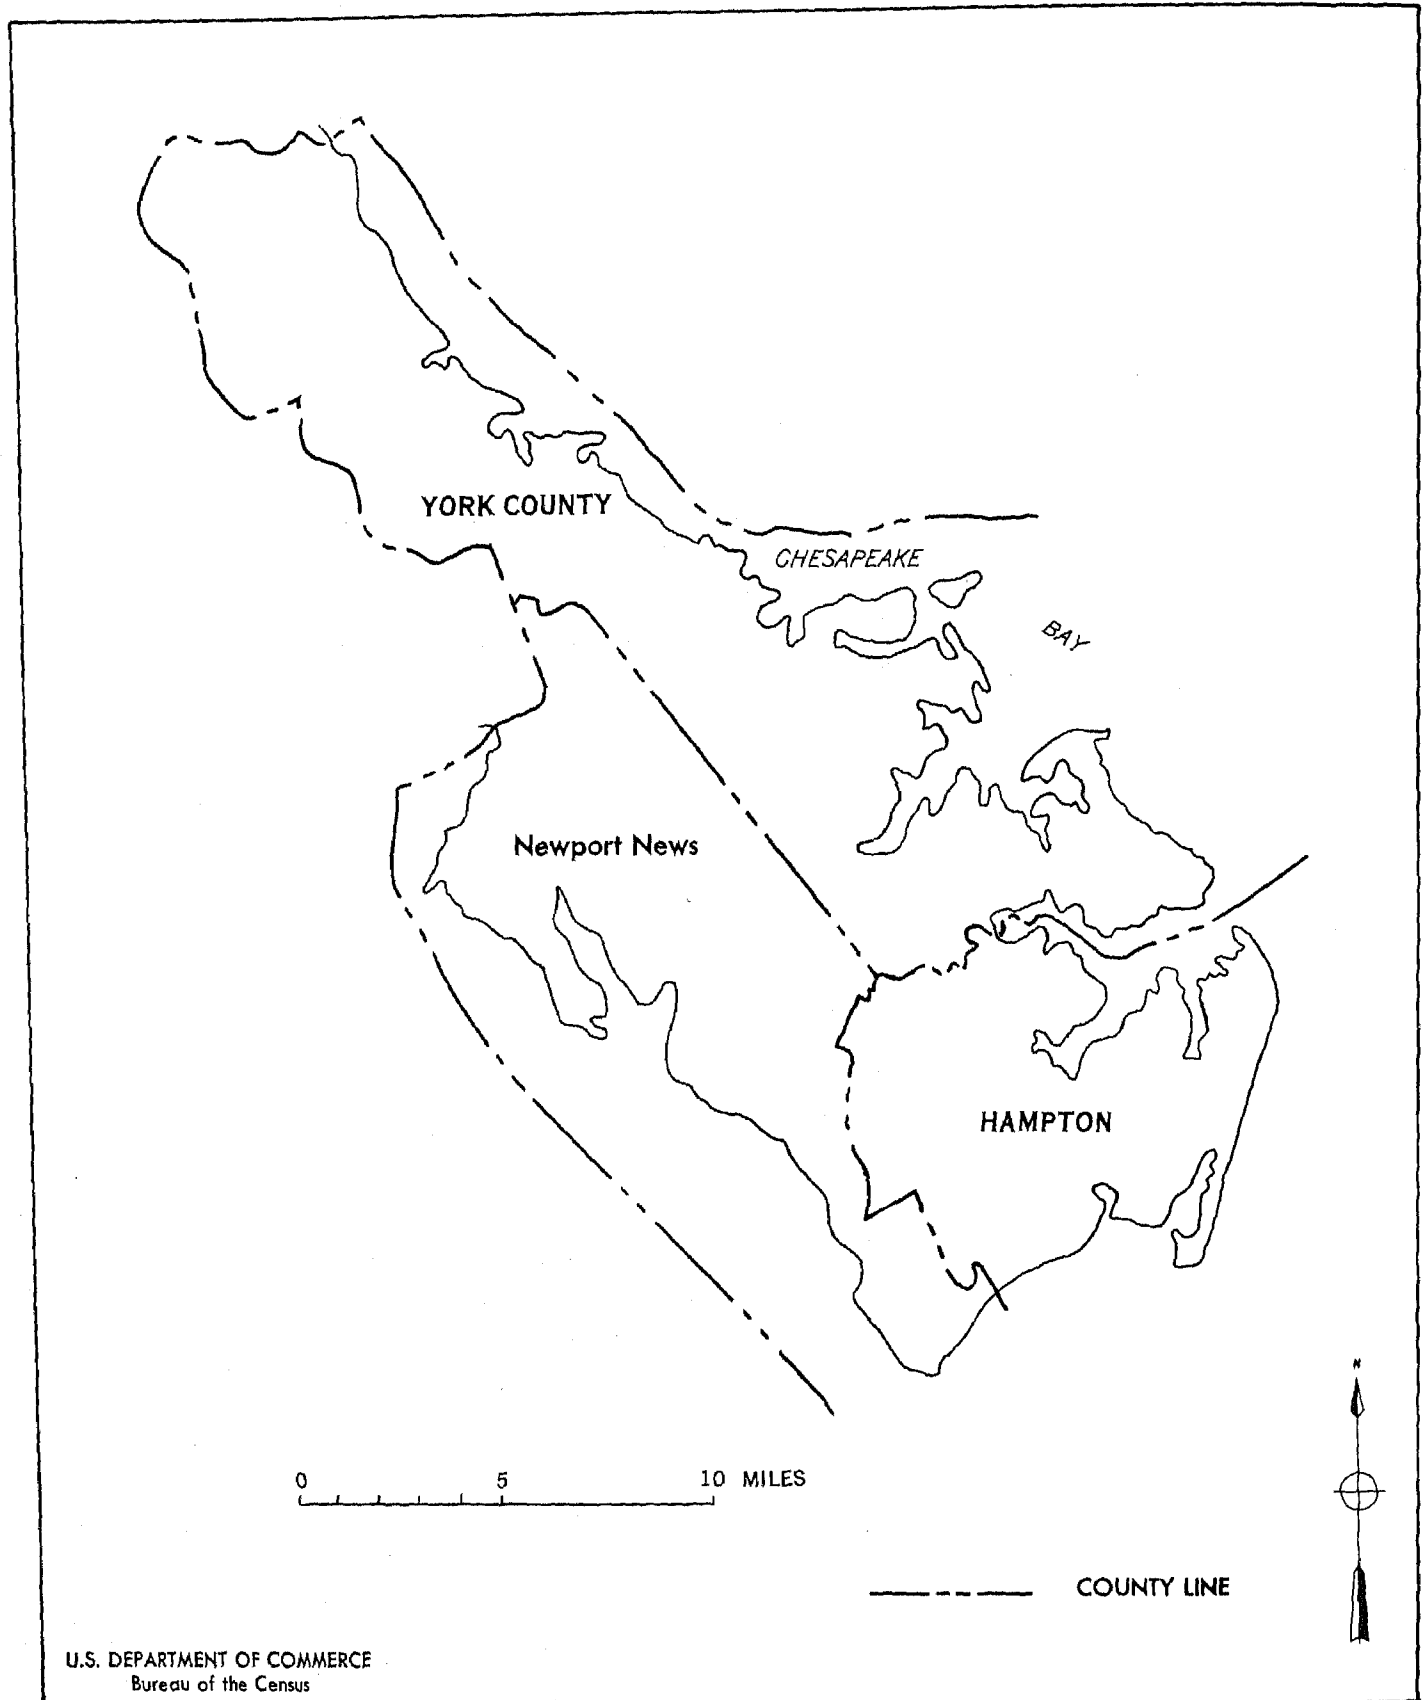 YORK COUNTY
CHESAPEAKE
BAY
Newport News
HAMPTON
N
0 5 10 MILES
COUNTY LINE
U.S. DEPARTMENT OF COMMERCE
Bureau of the Census